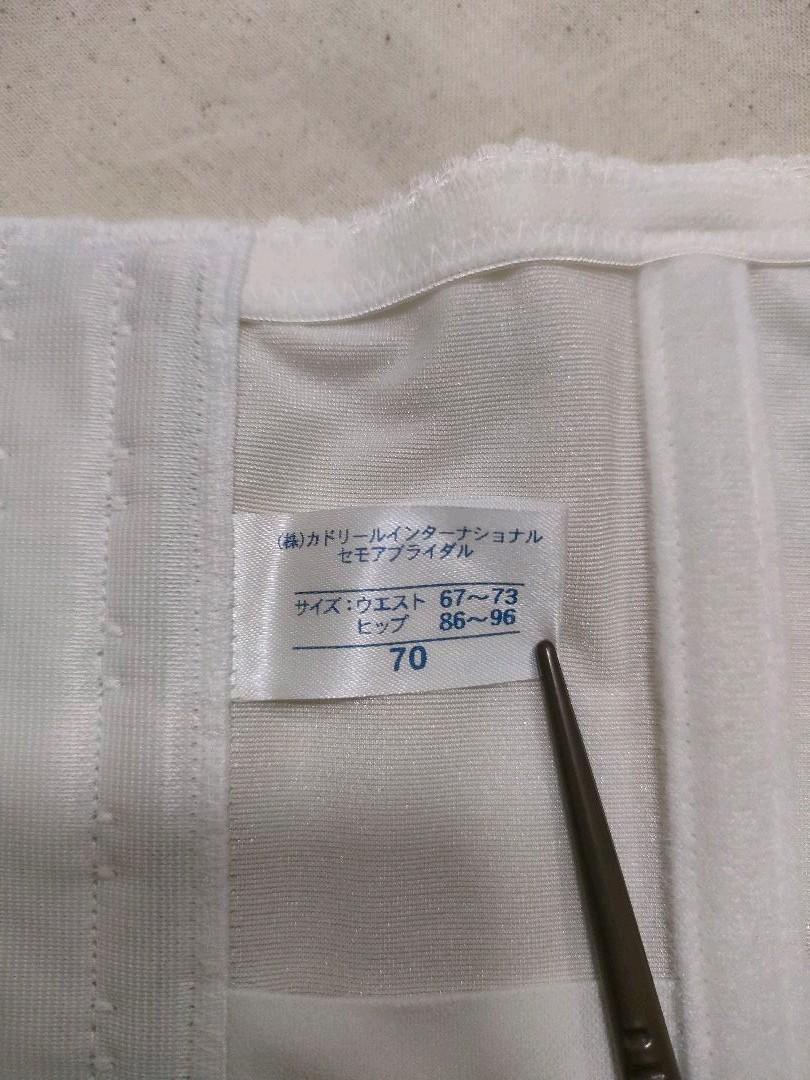 (株)カドリールインターナショナル
セモアブライダル
サイズ:ウエスト 67〜73
ヒップ 86〜96
70